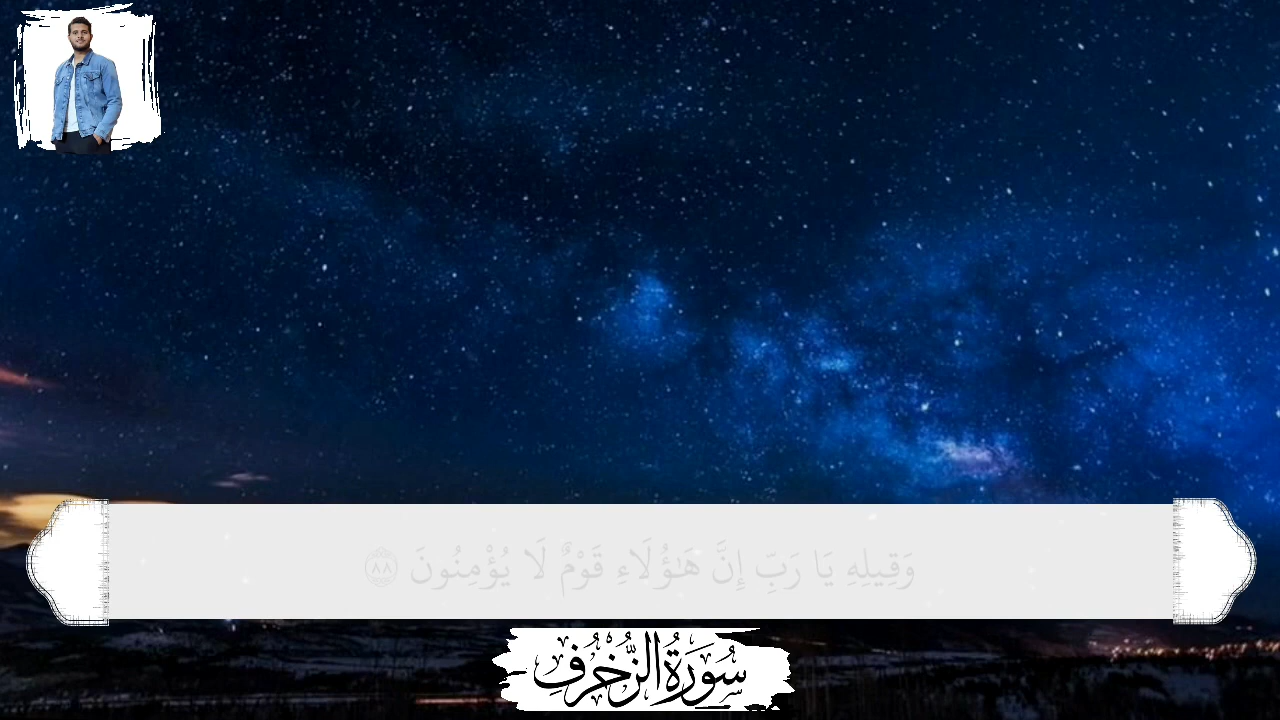 وَقِيلِهِ يَا رَبِّ إِنَّ هَٰؤُلَاءِ قَوْمٌ لَا يُؤْمِنُونَ ﴿٨٨﴾
سُورَةُ الزُّخْرُفِ